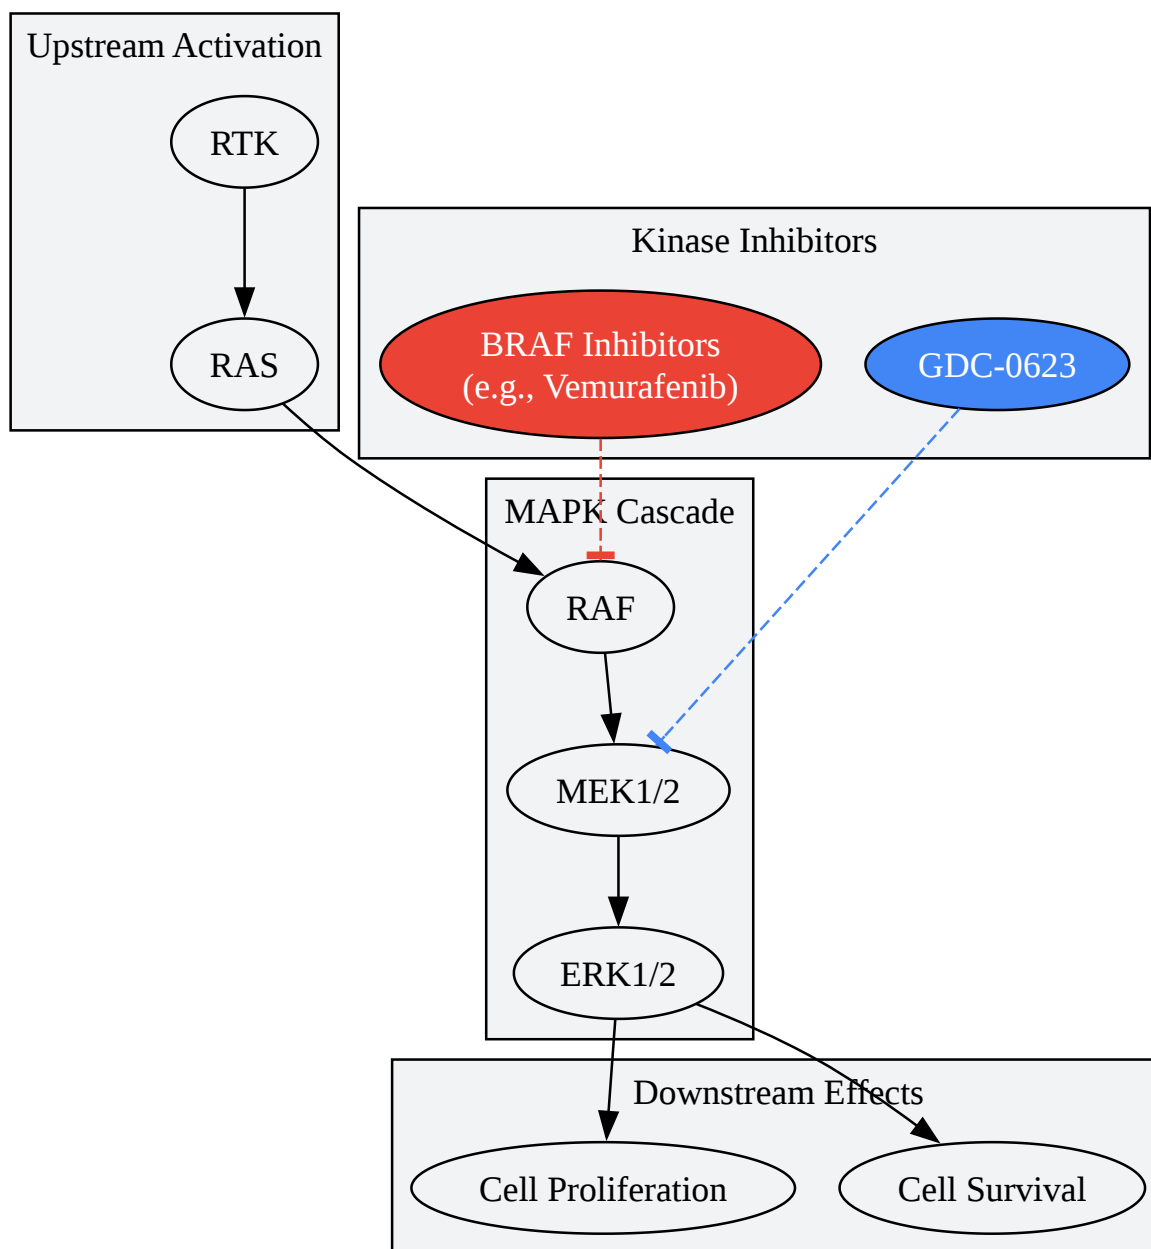 Upstream Activation
RTK
RAS
Kinase Inhibitors
BRAF Inhibitors
(e.g., Vemurafenib)
GDC-0623
MAPK Cascade
RAF
MEK1/2
ERK1/2
Downstream Effects
Cell Proliferation
Cell Survival